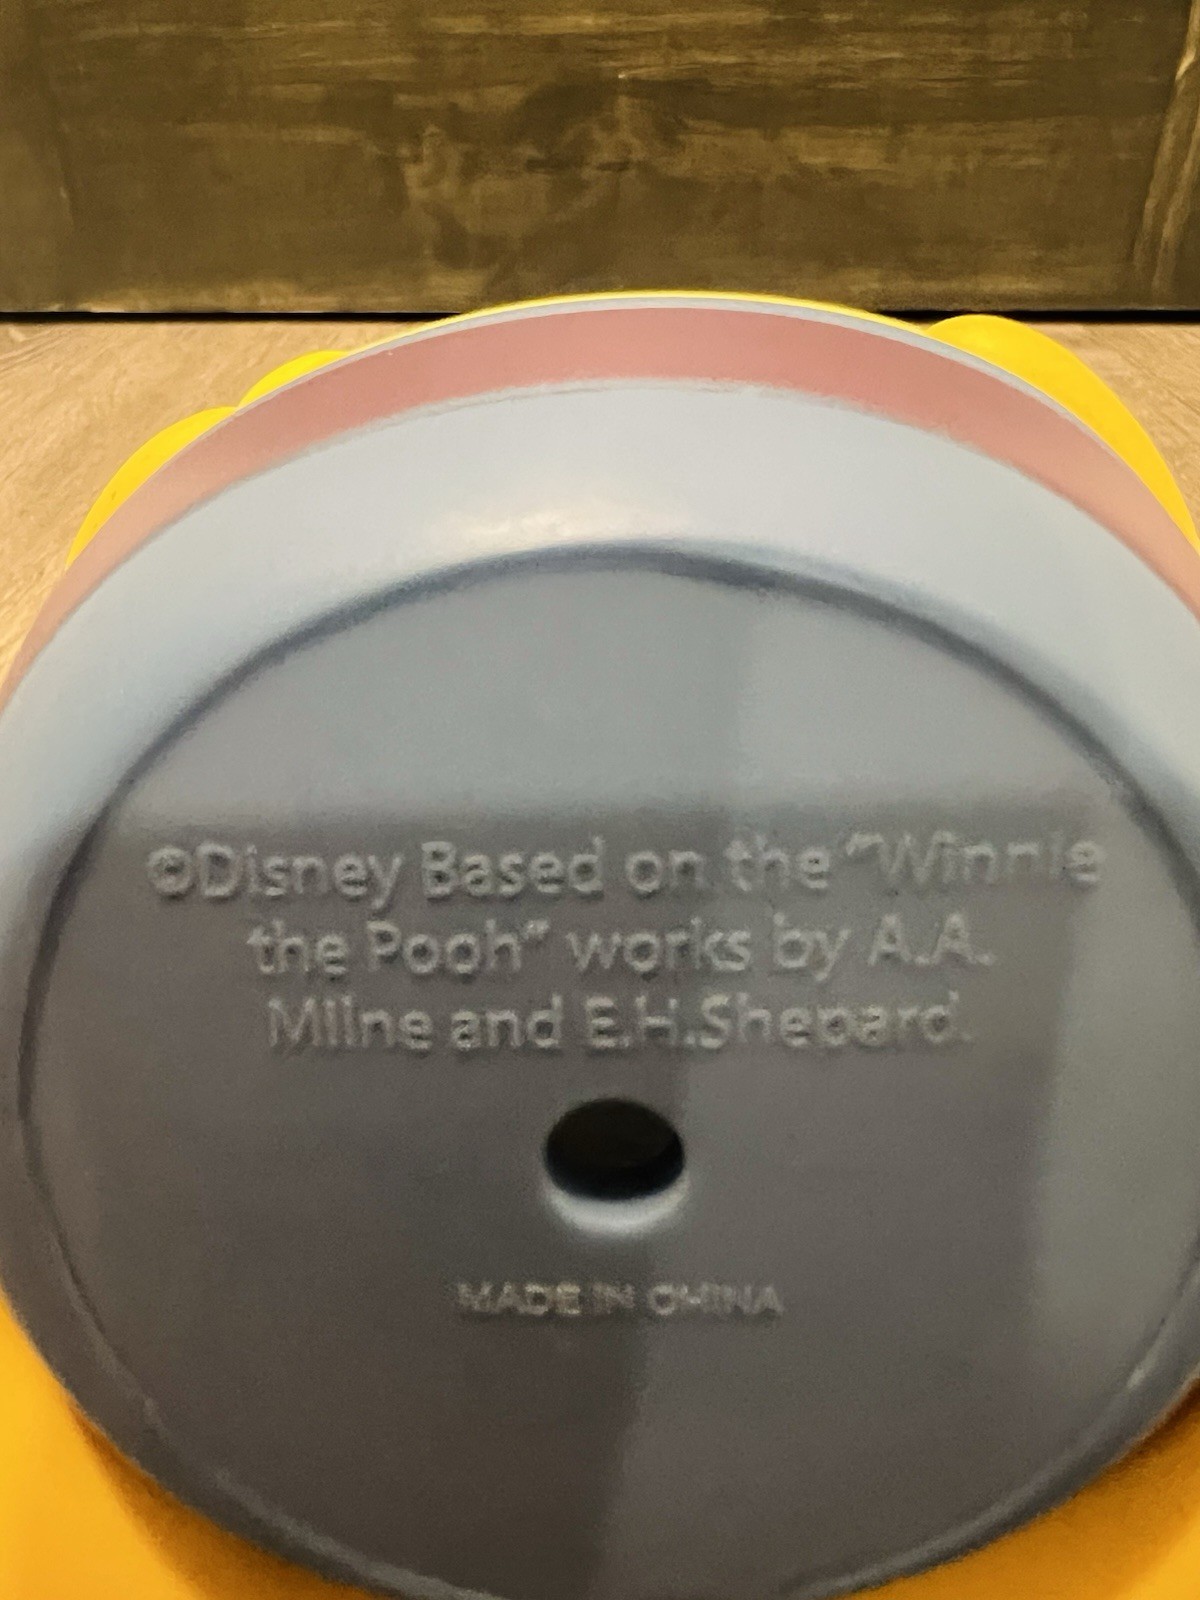 ©Disney Based on the "Winnie
the Pooh" works by A.A.
Milne and E.H.Shepard.
MADE IN CHINA